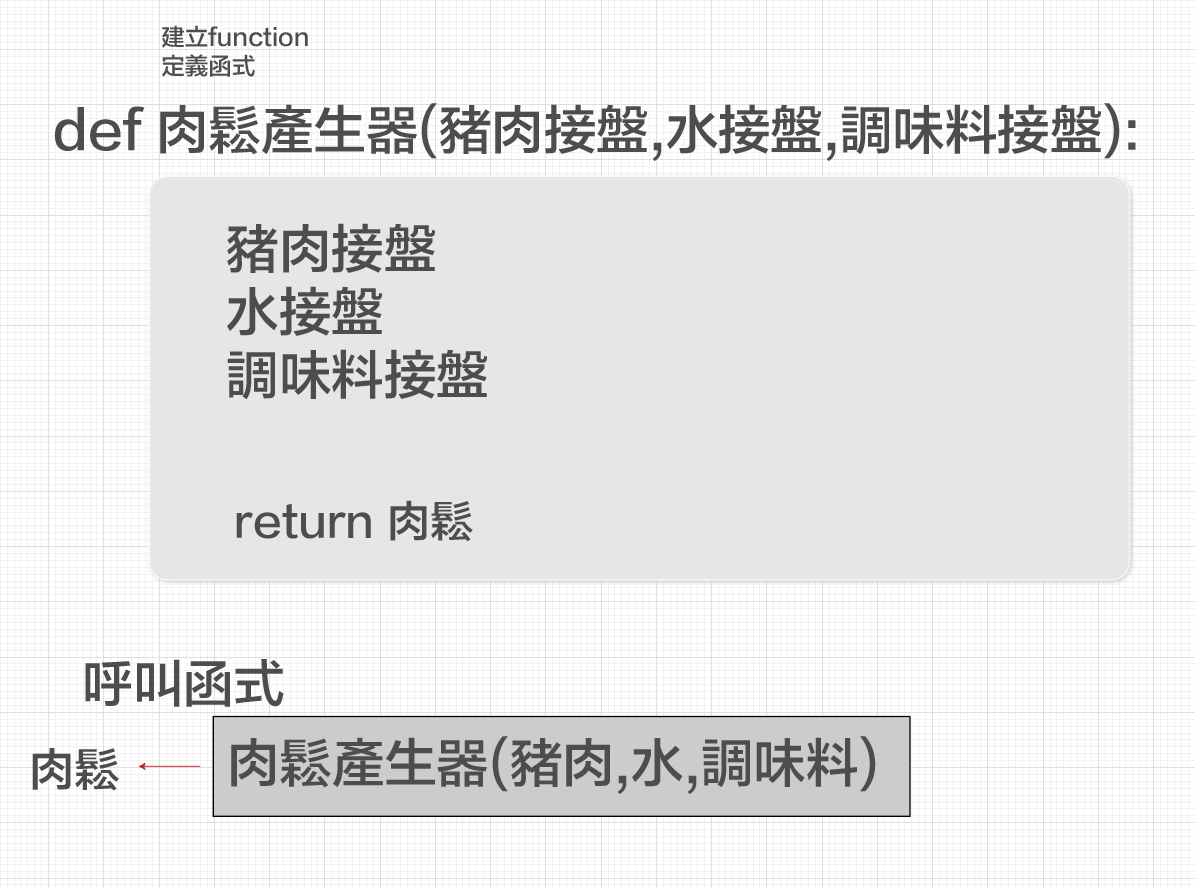 建立function
定義函式
def 肉鬆產生器(豬肉接盤,水接盤,調味料接盤):
豬肉接盤
水接盤
調味料接盤
return 肉鬆
呼叫函式
肉鬆
肉鬆產生器(豬肉,水,調味料)